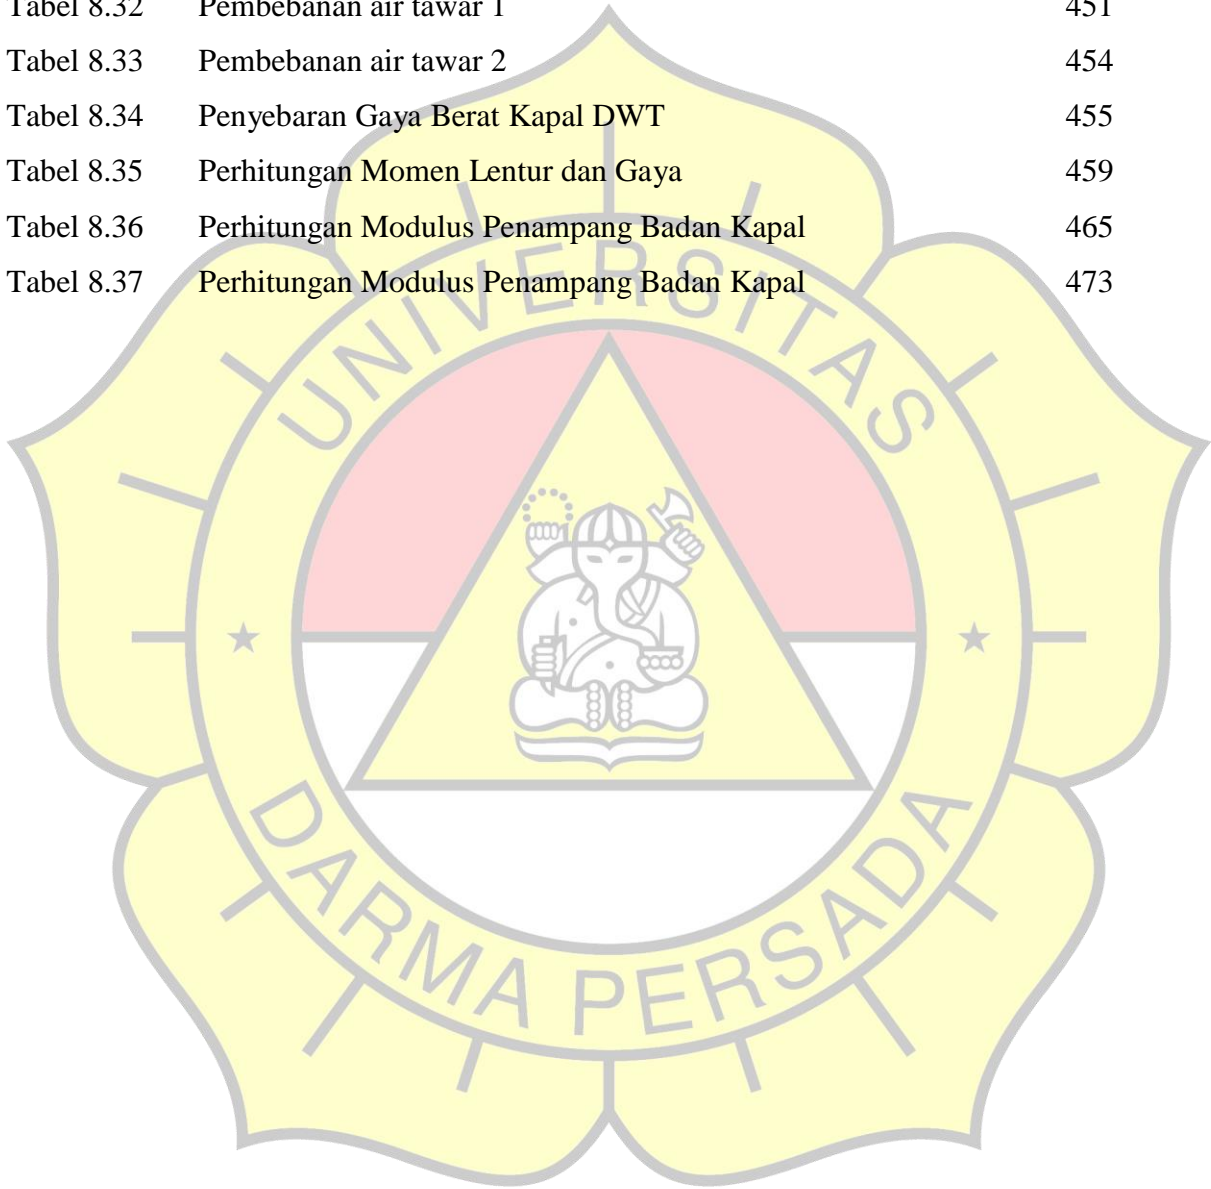 Tabel 8.32 Pembebanan air tawar 1 451
Tabel 8.33 Pembebanan air tawar 2 454
Tabel 8.34 Penyebaran Gaya Berat Kapal DWT 455
Tabel 8.35 Perhitungan Momen Lentur dan Gaya 459
Tabel 8.36 Perhitungan Modulus Penampang Badan Kapal 465
Tabel 8.37 Perhitungan Modulus Penampang Badan Kapal 473
UNIVERSITAS
DARMA PERSADA